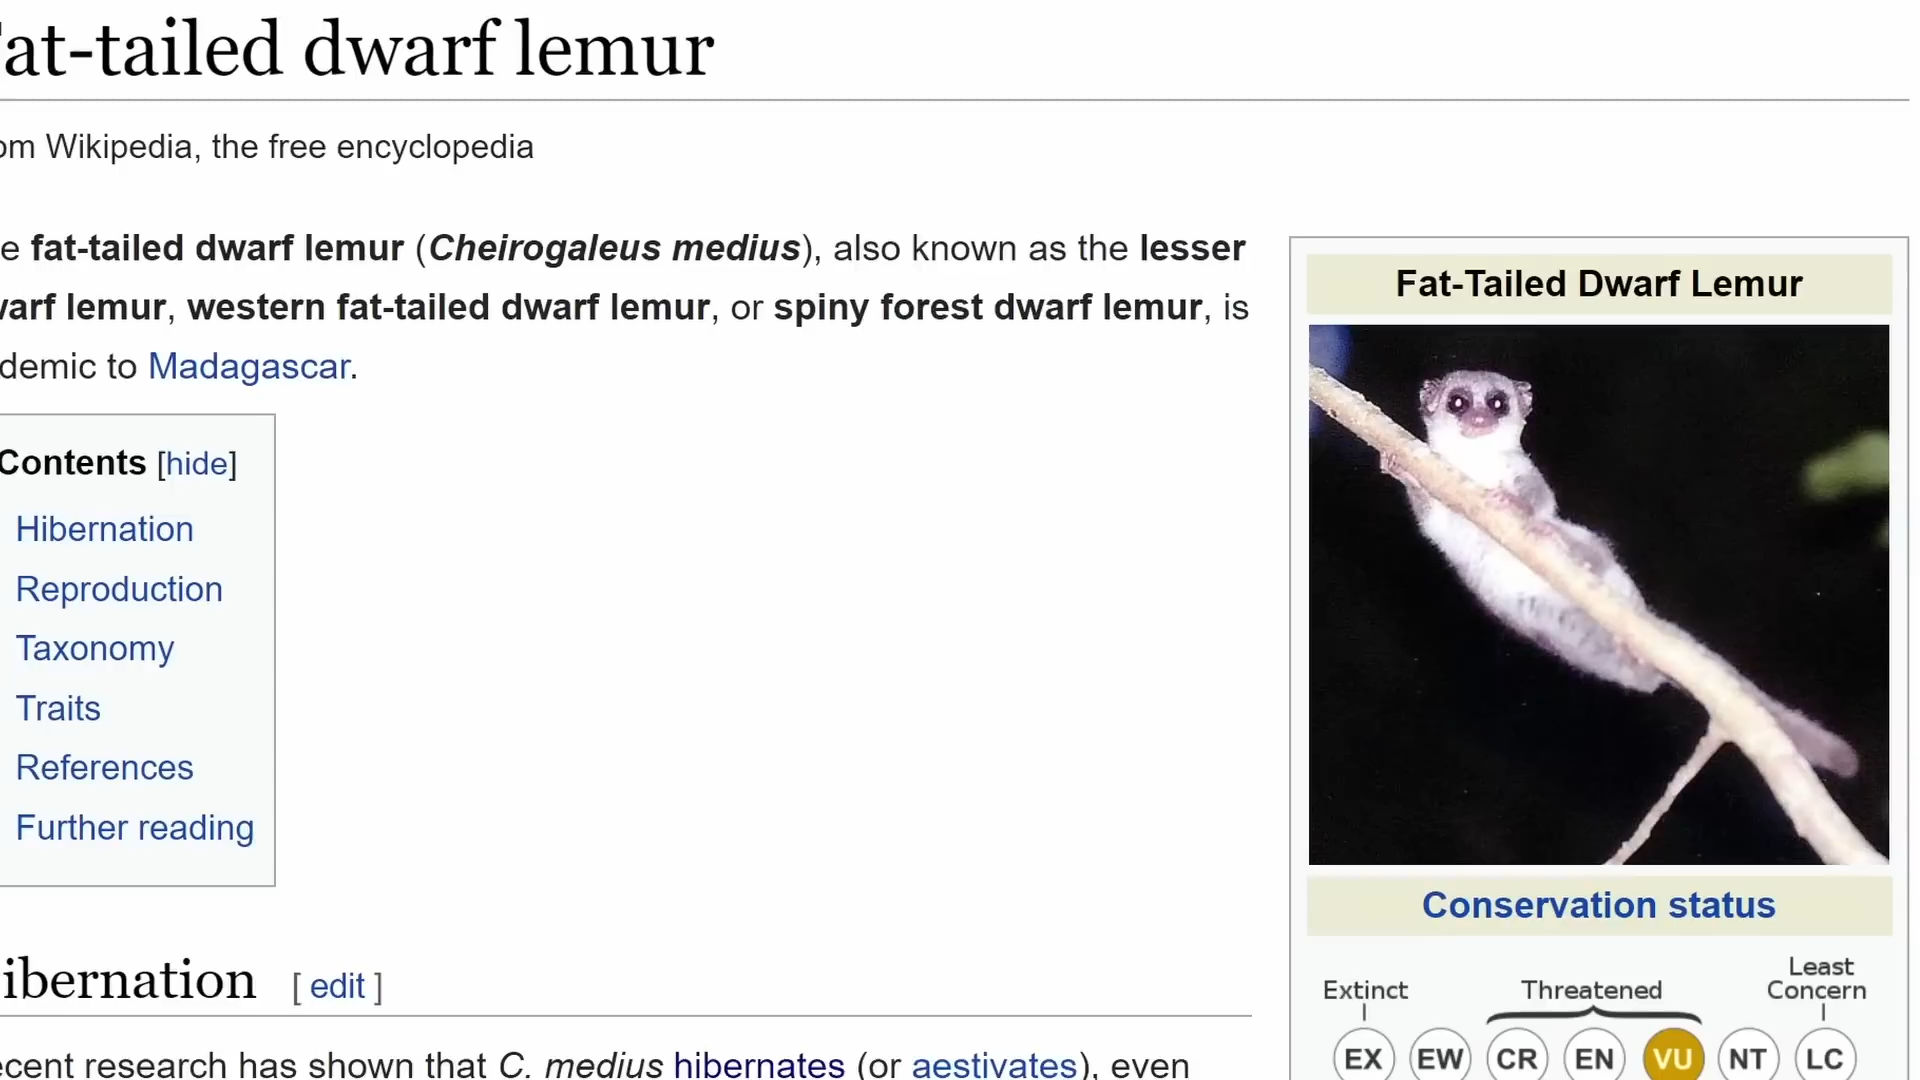 at-tailed dwarf lemur
om Wikipedia, the free encyclopedia
e fat-tailed dwarf lemur (Cheirogaleus medius), also known as the lesser
warf lemur, western fat-tailed dwarf lemur, or spiny forest dwarf lemur, is
demic to Madagascar.
Contents [hide]
Hibernation
Reproduction
Taxonomy
Traits
References
Further reading
ibernation [ edit ]
ecent research has shown that C. medius hibernates (or aestivates), even
Fat-Tailed Dwarf Lemur
Conservation status
Extinct
Threatened
Least
Concern
EX EW CR EN VU NT LC